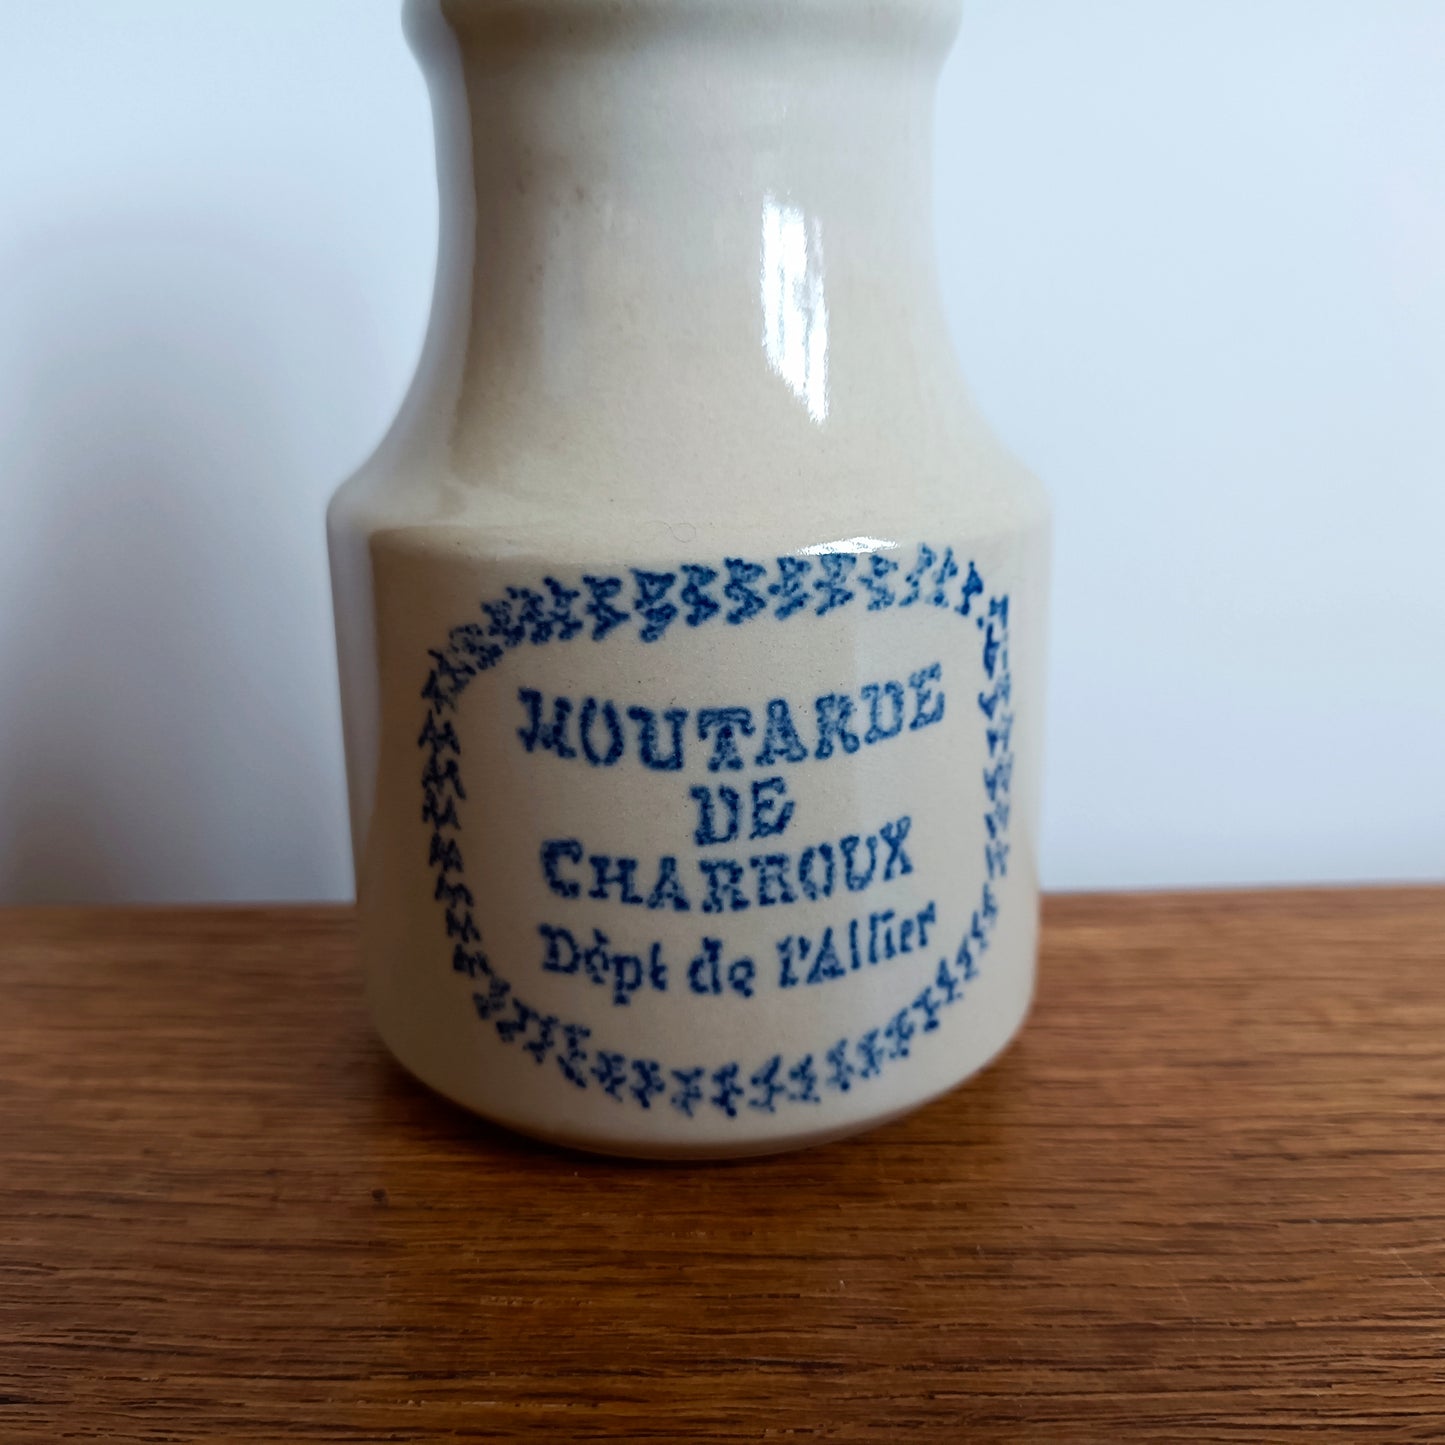 MOUTARDE
DE
CHARROUX
Dépt de l'Allier